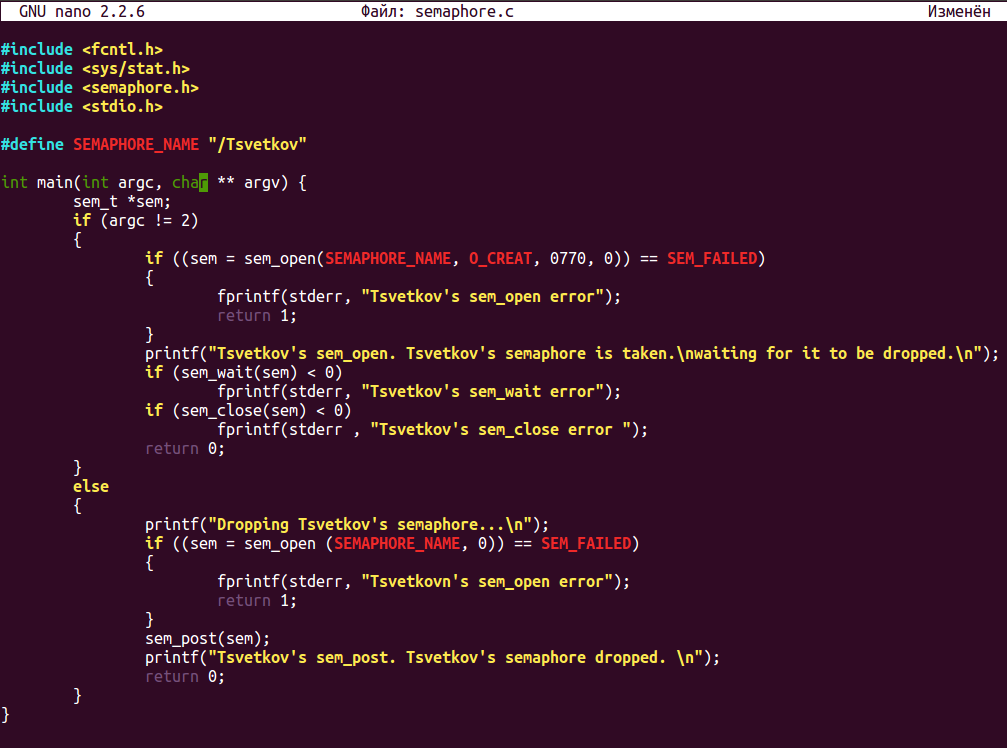 GNU nano 2.2.6 Файл: semaphore.c Изменён
#include <fcntl.h>
#include <sys/stat.h>
#include <semaphore.h>
#include <stdio.h>
#define SEMAPHORE_NAME "/Tsvetkov"
int main(int argc, char ** argv) {
sem_t *sem;
if (argc != 2)
{
if ((sem = sem_open(SEMAPHORE_NAME, O_CREAT, 0770, 0)) == SEM_FAILED)
{
fprintf(stderr, "Tsvetkov's sem_open error");
return 1;
}
printf("Tsvetkov's sem_open. Tsvetkov's semaphore is taken.\nwaiting for it to be dropped.\n");
if (sem_wait(sem) < 0)
fprintf(stderr, "Tsvetkov's sem_wait error");
if (sem_close(sem) < 0)
fprintf(stderr , "Tsvetkov's sem_close error ");
return 0;
}
else
{
printf("Dropping Tsvetkov's semaphore...\n");
if ((sem = sem_open (SEMAPHORE_NAME, 0)) == SEM_FAILED)
{
fprintf(stderr, "Tsvetkovn's sem_open error");
return 1;
}
sem_post(sem);
printf("Tsvetkov's sem_post. Tsvetkov's semaphore dropped. \n");
return 0;
}
}